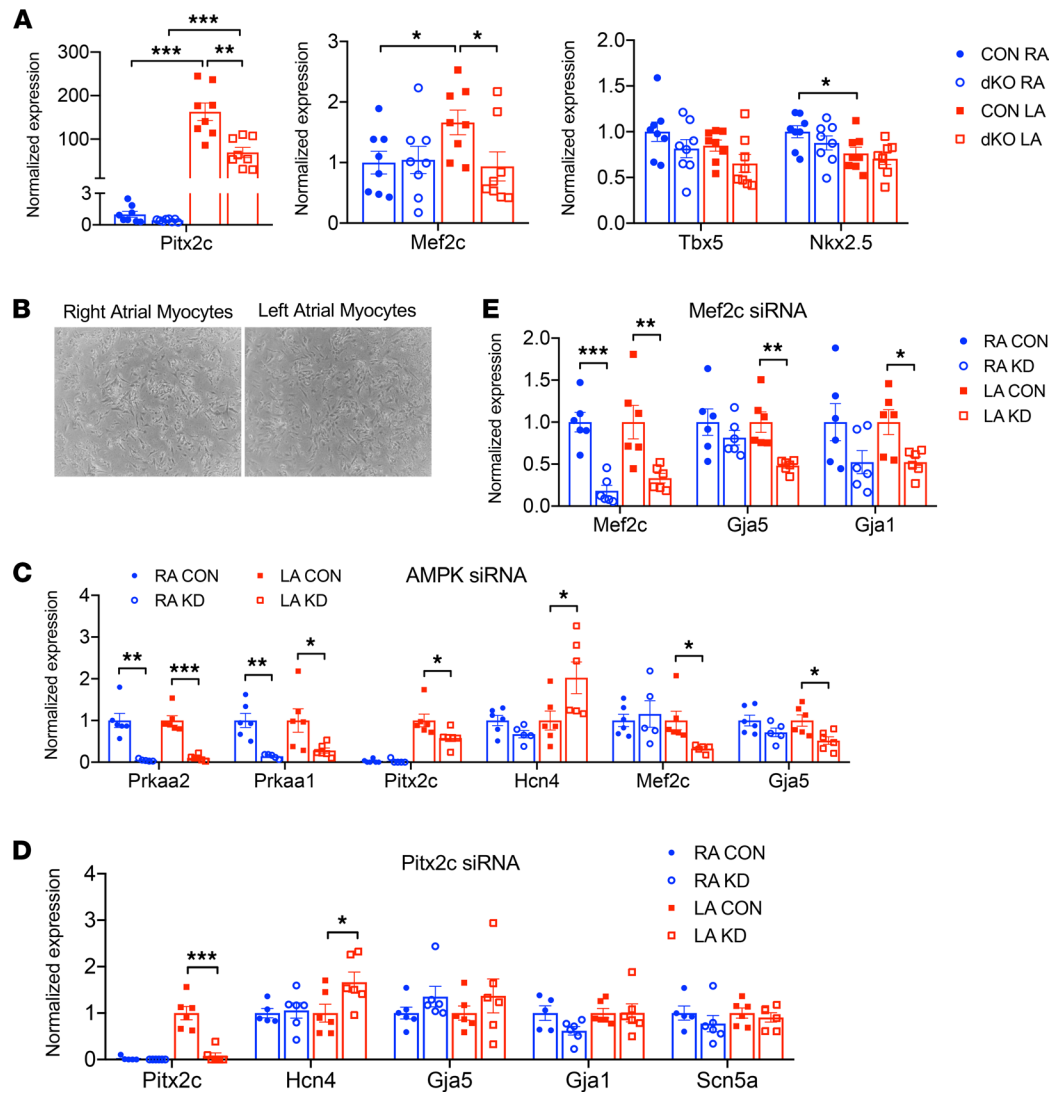 A
Normalized expression
300
200
100
3
0
*** *** ** 
Pitx2c
Normalized expression
3
2
1
0
* *
Mef2c
Normalized expression
2.0
1.5
1.0
0.5
0.0
*
Tbx5 Nkx2.5
CON RA
dKO RA
CON LA
dKO LA
B
Right Atrial Myocytes Left Atrial Myocytes
E
Mef2c siRNA
Normalized expression
2.0
1.5
1.0
0.5
0.0
*** ** ** *
Mef2c Gja5 Gja1
RA CON
RA KD
LA CON
LA KD
C
RA CON LA CON
RA KD LA KD
AMPK siRNA
Normalized expression
4
3
2
1
0
** *** ** * * * * *
Prkaa2 Prkaa1 Pitx2c Hcn4 Mef2c Gja5
D
Pitx2c siRNA
Normalized expression
4
3
2
1
0
*** *
Pitx2c Hcn4 Gja5 Gja1 Scn5a
RA CON
RA KD
LA CON
LA KD